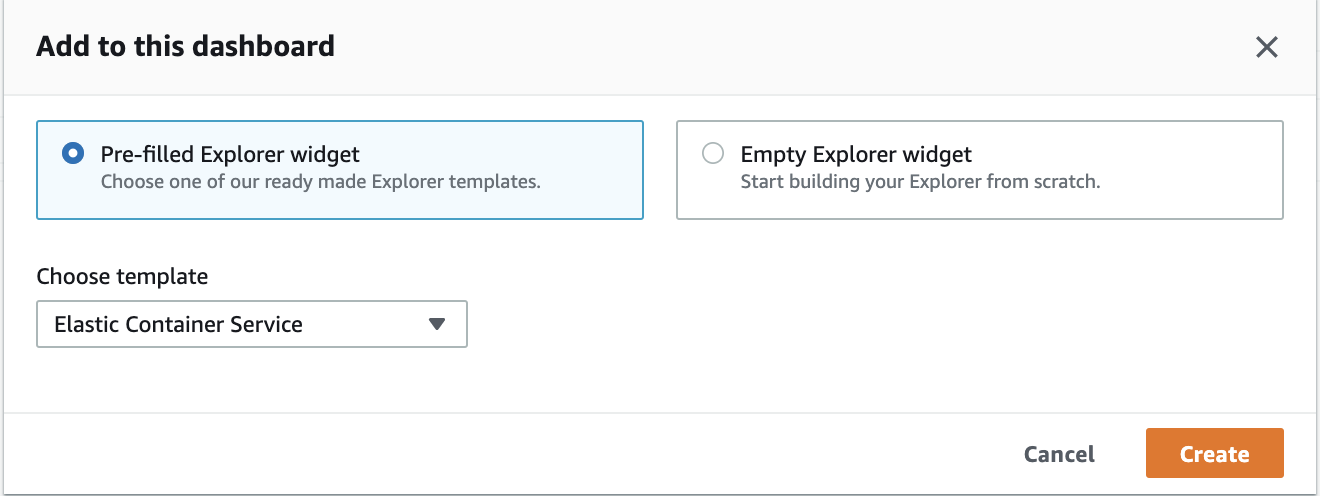 Add to this dashboard
Pre-filled Explorer widget
Choose one of our ready made Explorer templates.
Empty Explorer widget
Start building your Explorer from scratch.
Choose template
Elastic Container Service
Cancel
Create